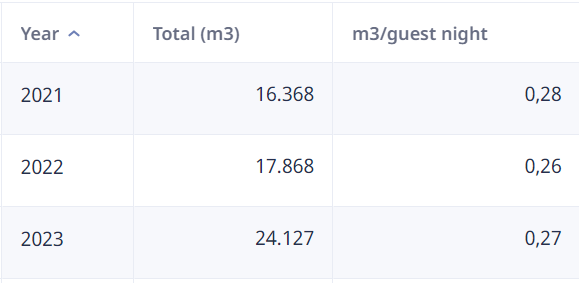 Year Total (m3) m3/guest night
2021 16.368 0,28
2022 17.868 0,26
2023 24.127 0,27